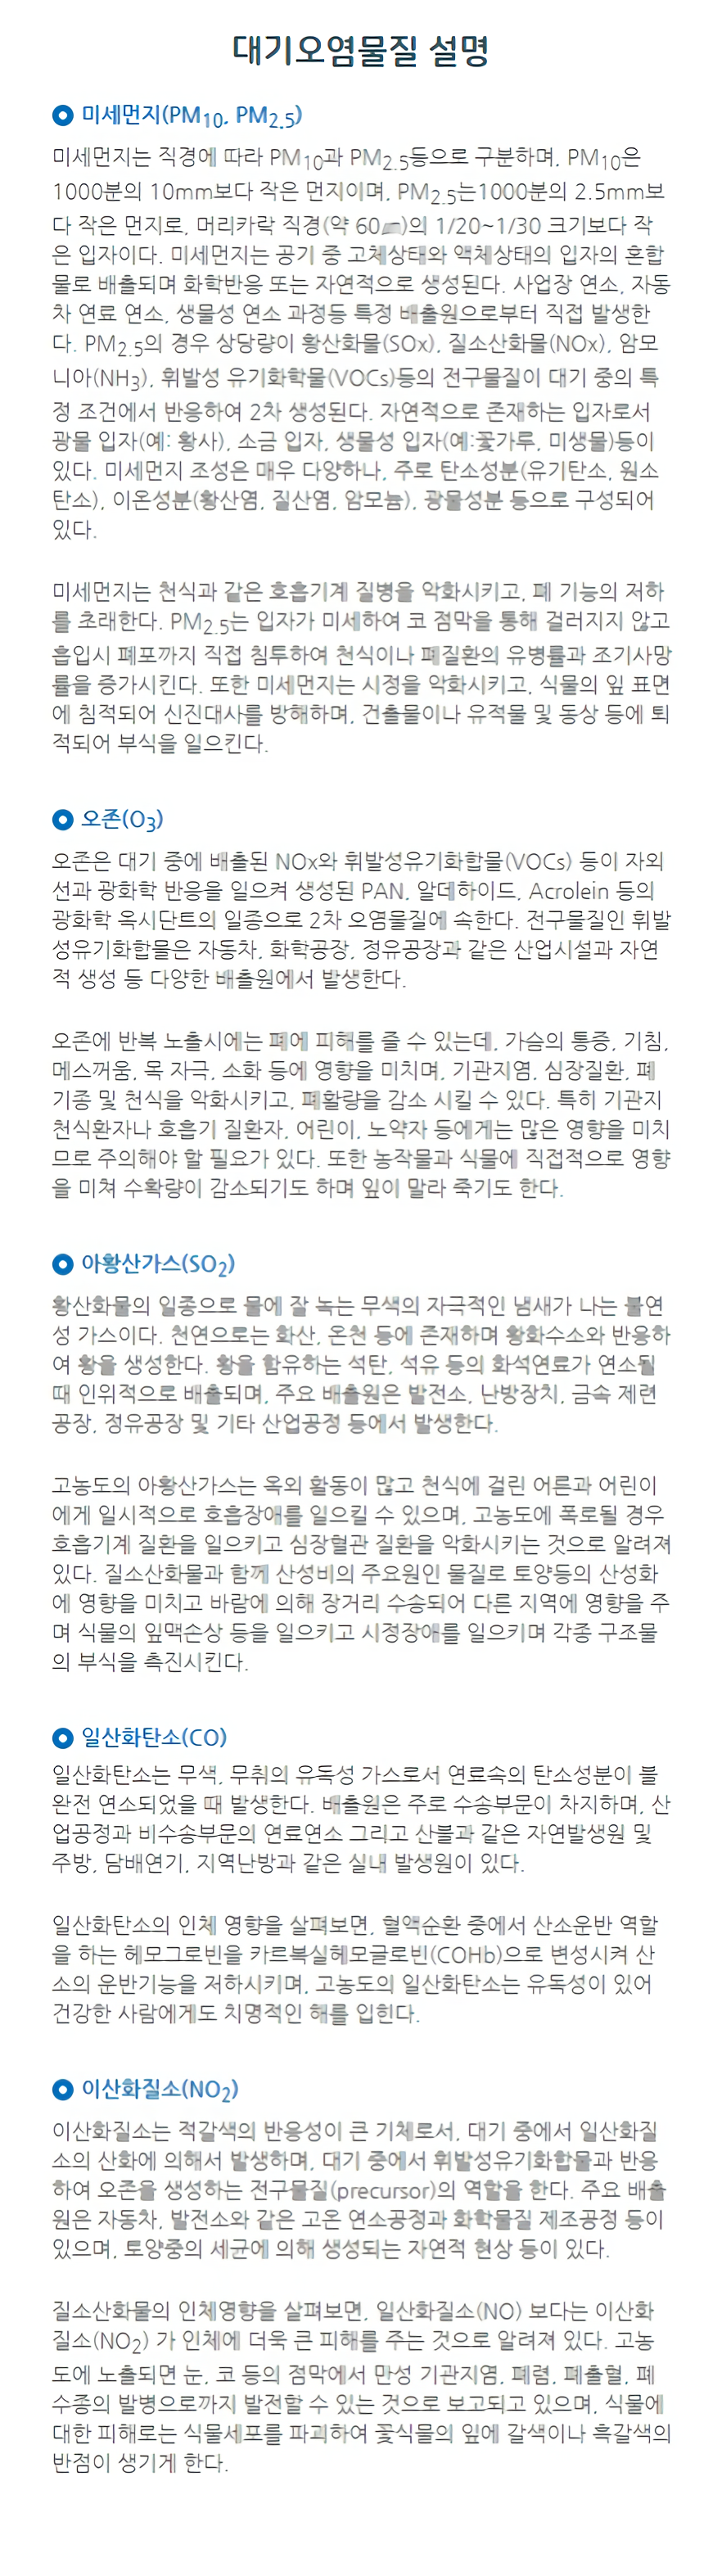 대기오염물질 설명
미세먼지(PM10, PM2.5)
미세먼지는 직경에 따라 PM10과 PM2.5등으로 구분하며, PM10은
1000분의 10mm보다 작은 먼지이며, PM2.5는1000분의 2.5mm보
다 작은 먼지로, 머리카락 직경(약 60㎛)의 1/20~1/30 크기보다 작
은 입자이다. 미세먼지는 공기 중 고체상태와 액체상태의 입자의 혼합
물로 배출되며 화학반응 또는 자연적으로 생성된다. 사업장 연소, 자동
차 연료 연소, 생물성 연소 과정등 특정 배출원으로부터 직접 발생한
다. PM2.5의 경우 상당량이 황산화물(SOx), 질소산화물(NOx), 암모
니아(NH3), 휘발성 유기화학물(VOCs)등의 전구물질이 대기 중의 특
정 조건에서 반응하여 2차 생성된다. 자연적으로 존재하는 입자로서
광물 입자(예: 황사), 소금 입자, 생물성 입자(예:꽃가루, 미생물)등이
있다. 미세먼지 조성은 매우 다양하나, 주로 탄소성분(유기탄소, 원소
탄소), 이온성분(황산염, 질산염, 암모늄), 광물성분 등으로 구성되어
있다.
미세먼지는 천식과 같은 호흡기계 질병을 악화시키고, 폐 기능의 저하
를 초래한다. PM2.5는 입자가 미세하여 코 점막을 통해 걸러지지 않고
흡입시 폐포까지 직접 침투하여 천식이나 폐질환의 유병률과 조기사망
률을 증가시킨다. 또한 미세먼지는 시정을 악화시키고, 식물의 잎 표면
에 침적되어 신진대사를 방해하며, 건출물이나 유적물 및 동상 등에 퇴
적되어 부식을 일으킨다.
오존(O3)
오존은 대기 중에 배출된 NOx와 휘발성유기화합물(VOCs) 등이 자외
선과 광화학 반응을 일으켜 생성된 PAN, 알데하이드, Acrolein 등의
광화학 옥시단트의 일종으로 2차 오염물질에 속한다. 전구물질인 휘발
성유기화합물은 자동차, 화학공장, 정유공장과 같은 산업시설과 자연
적 생성 등 다양한 배출원에서 발생한다.
오존에 반복 노출시에는 폐에 피해를 줄 수 있는데, 가슴의 통증, 기침,
메스꺼움, 목 자극, 소화 등에 영향을 미치며, 기관지염, 심장질환, 폐
기종 및 천식을 악화시키고, 폐활량을 감소 시킬 수 있다. 특히 기관지
천식환자나 호흡기 질환자, 어린이, 노약자 등에게는 많은 영향을 미치
므로 주의해야 할 필요가 있다. 또한 농작물과 식물에 직접적으로 영향
을 미쳐 수확량이 감소되기도 하며 잎이 말라 죽기도 한다.
아황산가스(SO2)
황산화물의 일종으로 물에 잘 녹는 무색의 자극적인 냄새가 나는 불연
성 가스이다. 천연으로는 화산, 온천 등에 존재하며 황화수소와 반응하
여 황을 생성한다. 황을 함유하는 석탄, 석유 등의 화석연료가 연소될
때 인위적으로 배출되며, 주요 배출원은 발전소, 난방장치, 금속 제련
공장, 정유공장 및 기타 산업공정 등에서 발생한다.
고농도의 아황산가스는 옥외 활동이 많고 천식에 걸린 어른과 어린이
에게 일시적으로 호흡장애를 일으킬 수 있으며, 고농도에 폭로될 경우
호흡기계 질환을 일으키고 심장혈관 질환을 악화시키는 것으로 알려져
있다. 질소산화물과 함께 산성비의 주요원인 물질로 토양등의 산성화
에 영향을 미치고 바람에 의해 장거리 수송되어 다른 지역에 영향을 주
며 식물의 잎맥손상 등을 일으키고 시정장애를 일으키며 각종 구조물
의 부식을 촉진시킨다.
일산화탄소(CO)
일산화탄소는 무색, 무취의 유독성 가스로서 연료속의 탄소성분이 불
완전 연소되었을 때 발생한다. 배출원은 주로 수송부문이 차지하며, 산
업공정과 비수송부문의 연료연소 그리고 산불과 같은 자연발생원 및
주방, 담배연기, 지역난방과 같은 실내 발생원이 있다.
일산화탄소의 인체 영향을 살펴보면, 혈액순환 중에서 산소운반 역할
을 하는 헤모그로빈을 카르복실헤모글로빈(COHb)으로 변성시켜 산
소의 운반기능을 저하시키며, 고농도의 일산화탄소는 유독성이 있어
건강한 사람에게도 치명적인 해를 입힌다.
이산화질소(NO2)
이산화질소는 적갈색의 반응성이 큰 기체로서, 대기 중에서 일산화질
소의 산화에 의해서 발생하며, 대기 중에서 휘발성유기화합물과 반응
하여 오존을 생성하는 전구물질(precursor)의 역할을 한다. 주요 배출
원은 자동차, 발전소와 같은 고온 연소공정과 화학물질 제조공정 등이
있으며, 토양중의 세균에 의해 생성되는 자연적 현상 등이 있다.
질소산화물의 인체영향을 살펴보면, 일산화질소(NO) 보다는 이산화
질소(NO2) 가 인체에 더욱 큰 피해를 주는 것으로 알려져 있다. 고농
도에 노출되면 눈, 코 등의 점막에서 만성 기관지염, 폐렴, 폐출혈, 폐
수종의 발병으로까지 발전할 수 있는 것으로 보고되고 있으며, 식물에
대한 피해로는 식물세포를 파괴하여 꽃식물의 잎에 갈색이나 흑갈색의
반점이 생기게 한다.